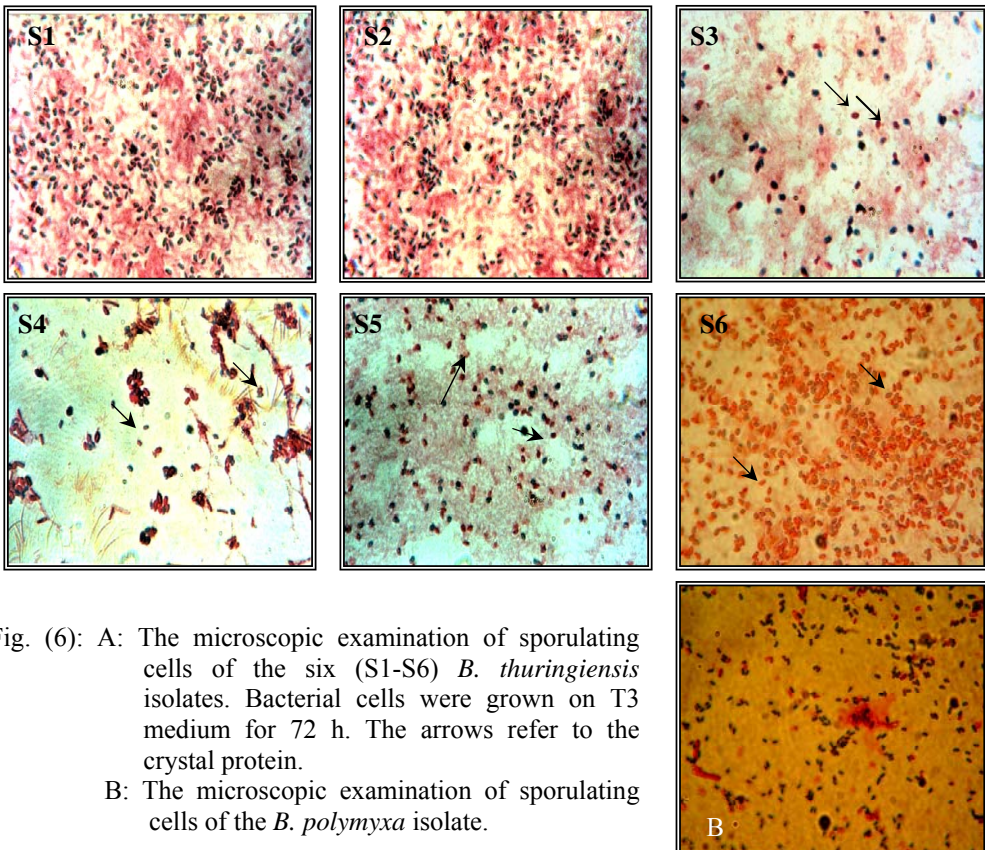 S1 S2 S3
S4 S5 S6
ig. (6): A: The microscopic examination of sporulating
cells of the six (S1-S6) B. thuringiensis
isolates. Bacterial cells were grown on T3
medium for 72 h. The arrows refer to the
crystal protein.
B: The microscopic examination of sporulating
cells of the B. polymyxa isolate.
B